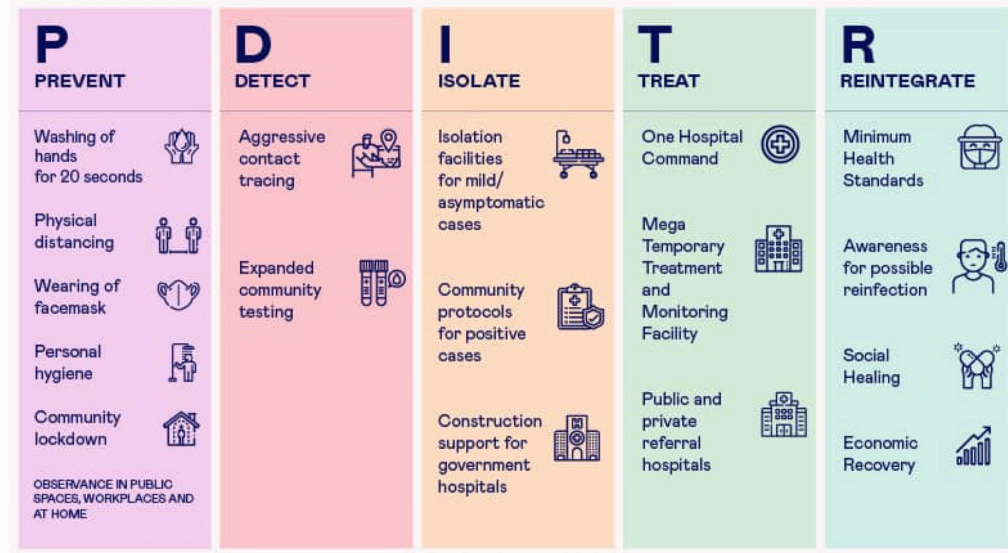 P
PREVENT
Washing of
hands
for 20 seconds
Physical
distancing
Wearing of
facemask
Personal
hygiene
Community
lockdown
OBSERVANCE IN PUBLIC
SPACES, WORKPLACES AND
AT HOME
D
DETECT
Aggressive
contact
tracing
Expanded
community
testing
I
ISOLATE
Isolation
facilities
for mild/
asymptomatic
cases
Community
protocols
for positive
cases
Construction
support for
government
hospitals
T
TREAT
One Hospital
Command
Mega
Temporary
Treatment
and
Monitoring
Facility
Public and
private
referral
hospitals
R
REINTEGRATE
Minimum
Health
Standards
Awareness
for possible
reinfection
Social
Healing
Economic
Recovery